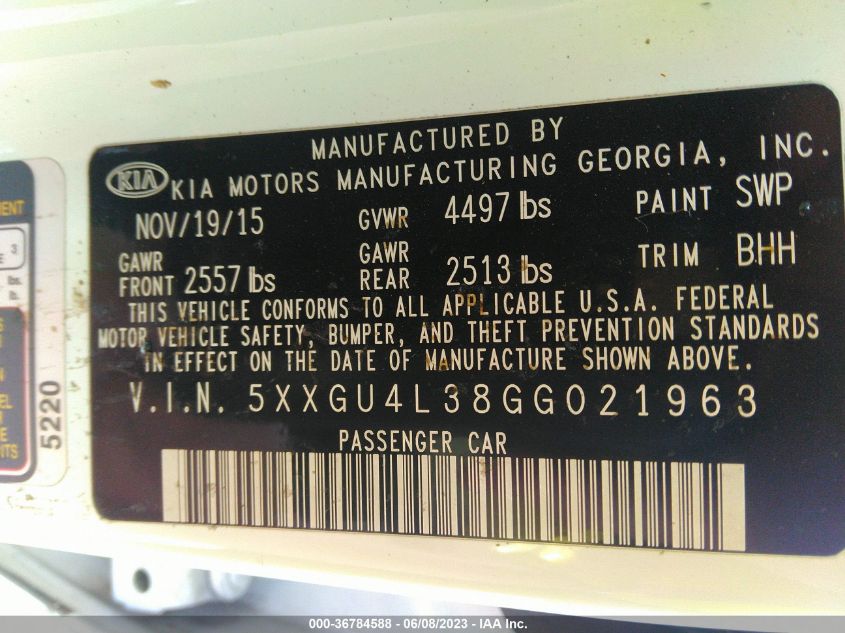 MANUFACTURED BY
KIA KIA MOTORS MANUFACTURING GEORGIA, INC.
NOV/19/15 GVWR 4497 lbs PAINT SWP
GAWR FRONT 2557 lbs GAWR REAR 2513 lbs TRIM BHH
THIS VEHICLE CONFORMS TO ALL APPLICABLE U.S.A. FEDERAL
MOTOR VEHICLE SAFETY, BUMPER, AND THEFT PREVENTION STANDARDS
IN EFFECT ON THE DATE OF MANUFACTURE SHOWN ABOVE.
V.I.N. 5XXGU4L38GG021963
PASSENGER CAR
5220
3
000-36784588 - 06/08/2023 - IAA Inc.